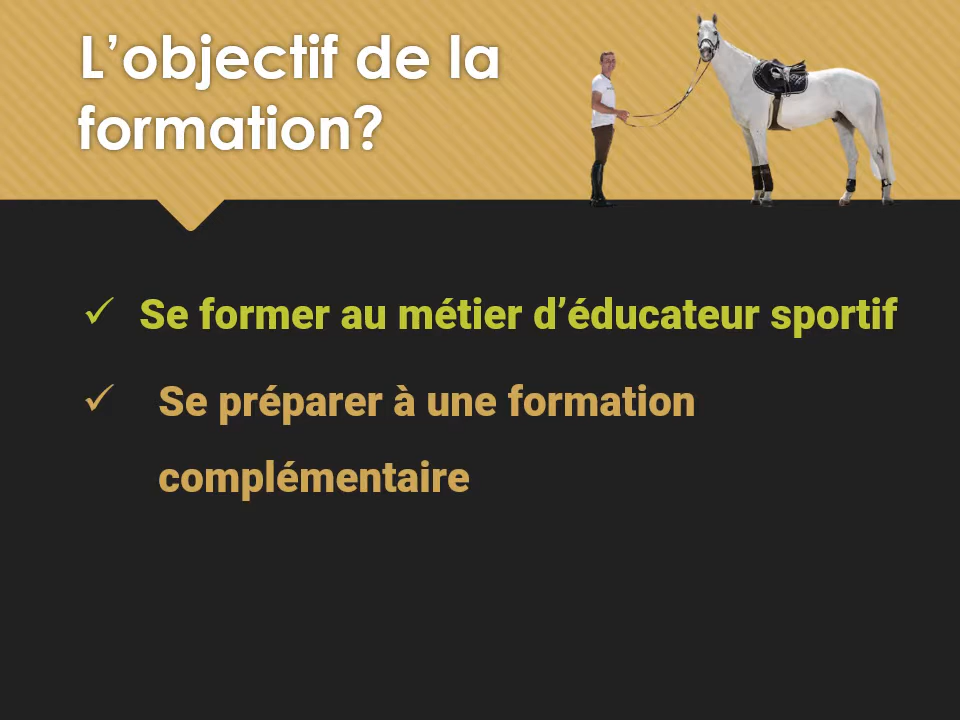 L’objectif de la
formation?
✓ Se former au métier d’éducateur sportif
✓ Se préparer à une formation
complémentaire